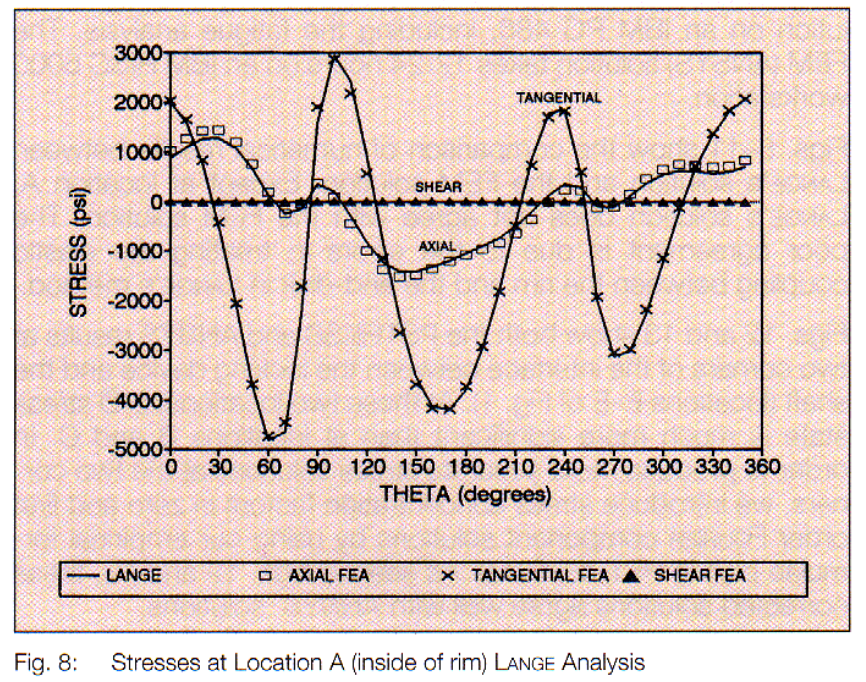 3000
2000
1000
0
-1000
-2000
-3000
-4000
-5000
STRESS (psi)
TANGENTIAL
SHEAR
AXIAL
0 30 60 90 120 150 180 210 240 270 300 330 360
THETA (degrees)
LANGE AXIAL FEA TANGENTIAL FEA SHEAR FEA
Fig. 8: Stresses at Location A (inside of rim) LANGE Analysis